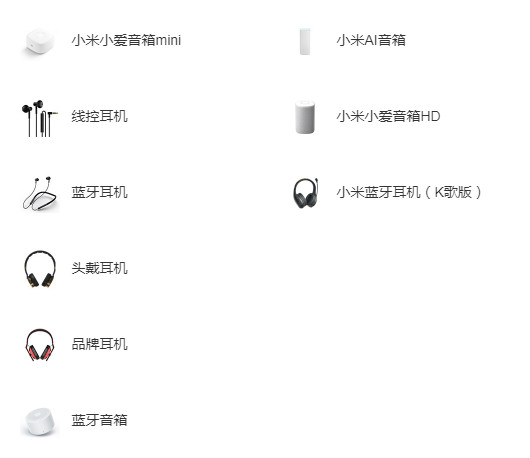 小米小爱音箱mini
线控耳机
蓝牙耳机
头戴耳机
品牌耳机
蓝牙音箱
小米AI音箱
小米小爱音箱HD
小米蓝牙耳机（K歌版）